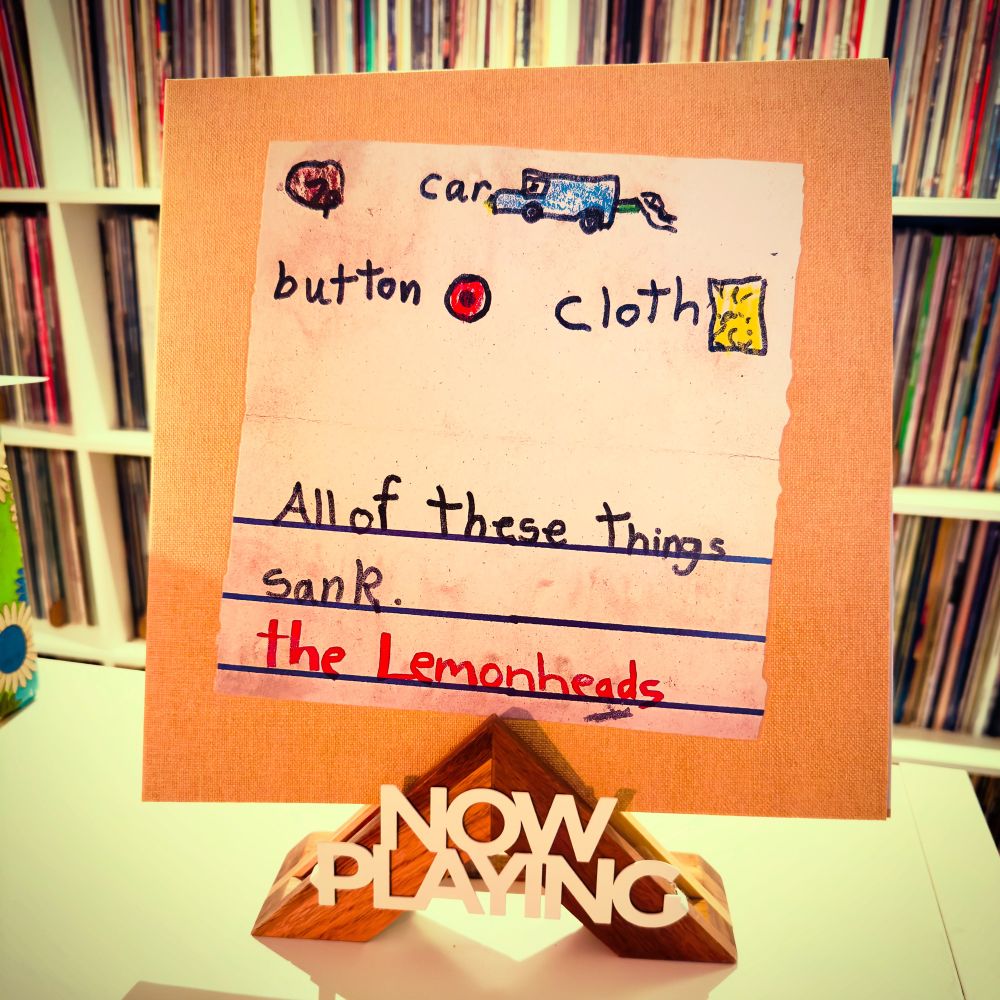 car
button cloth
All of these things
sank.
the Lemonheads
NOW
PLAYING